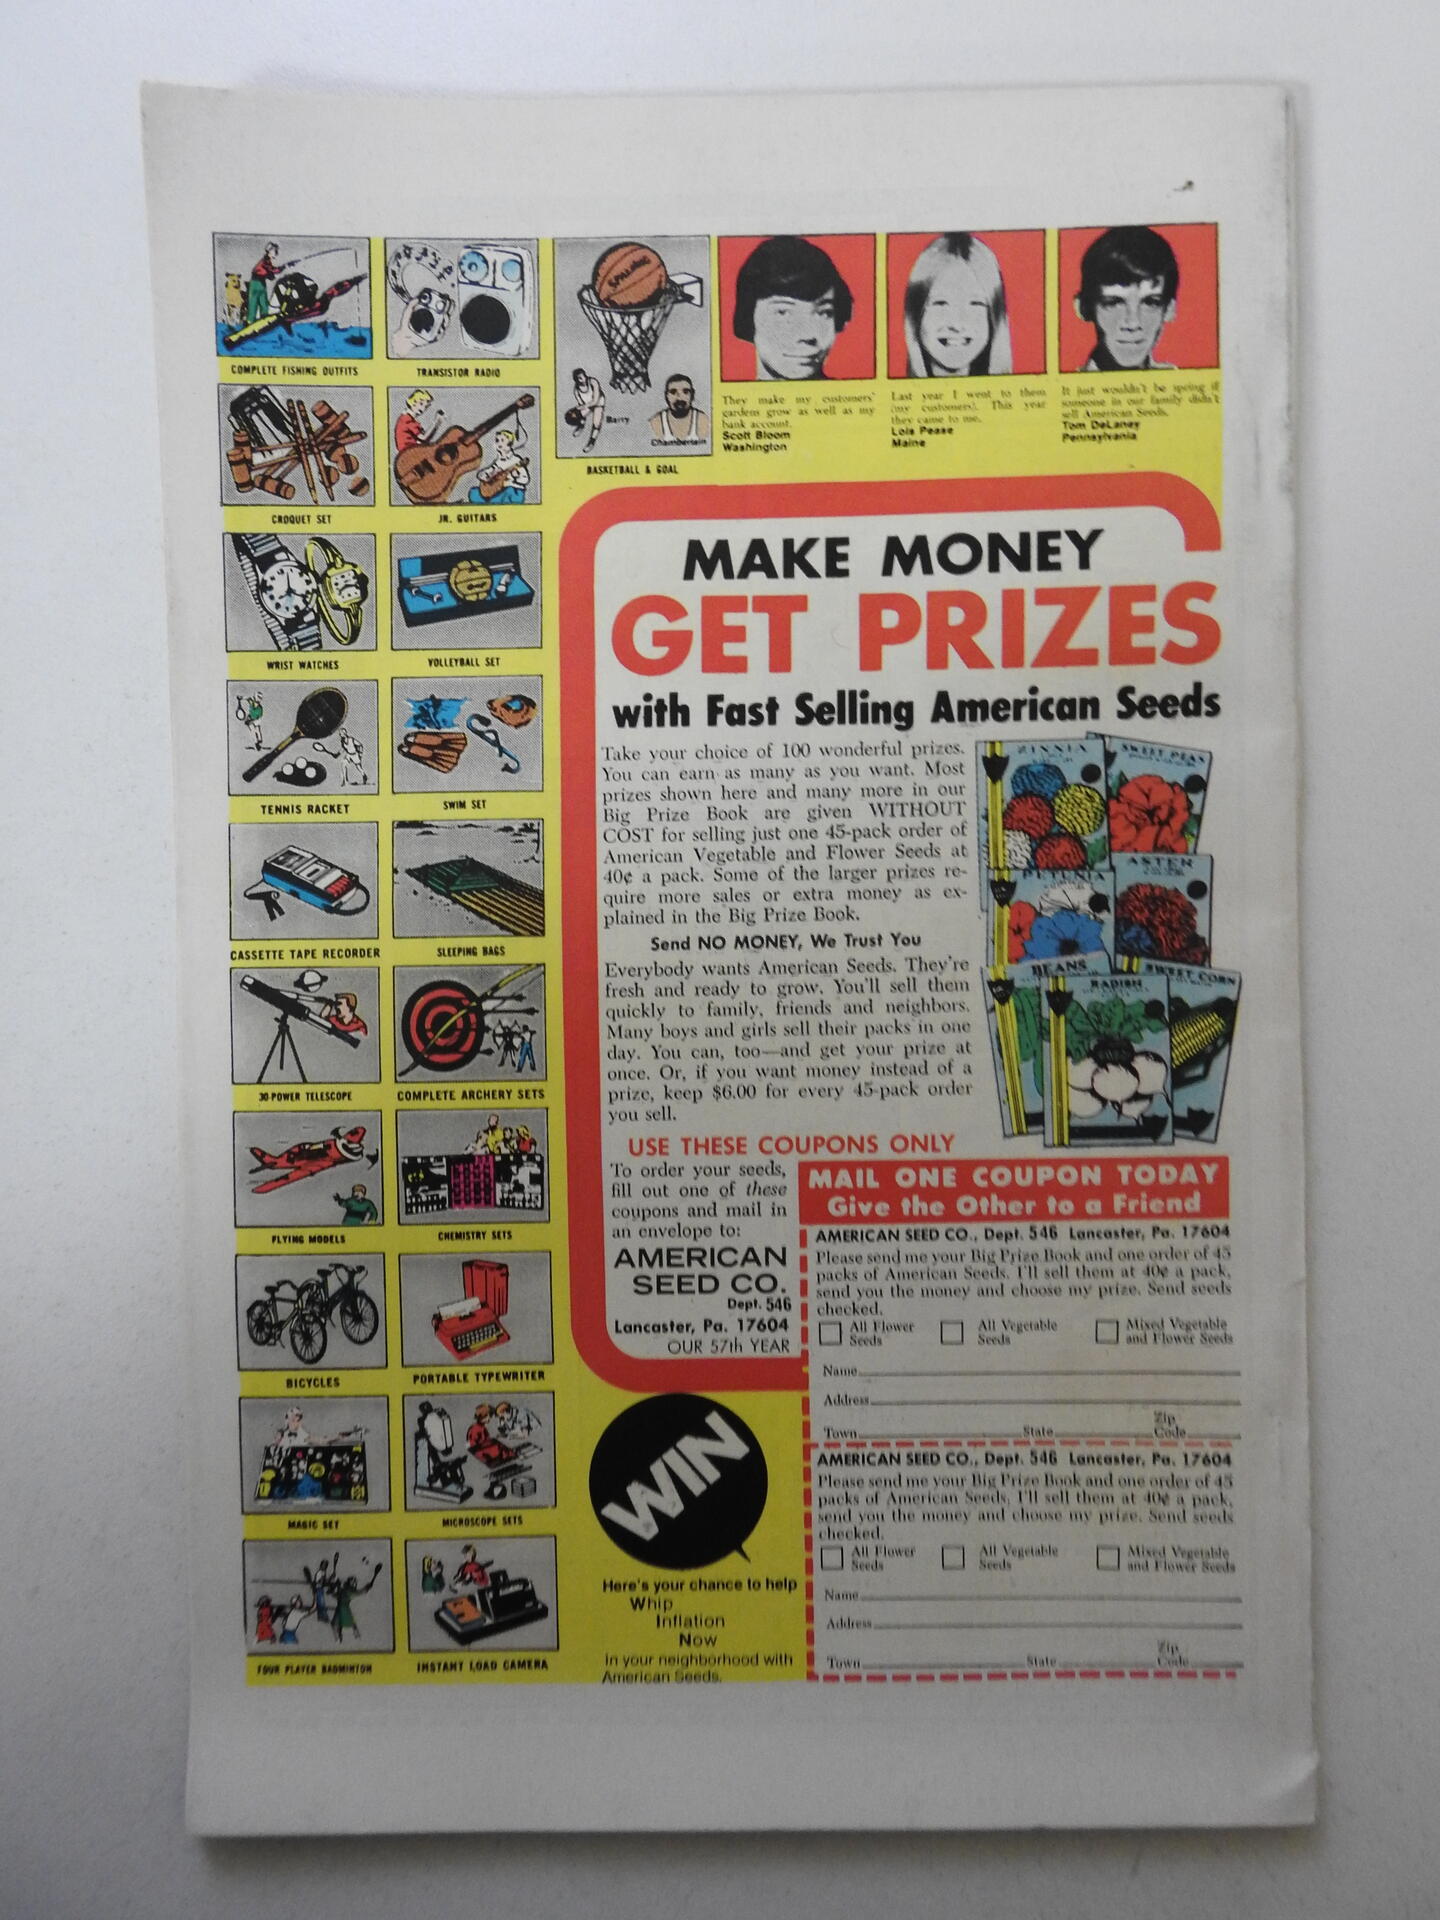 COMPLETE FISHING OUTFITS
TRANSISTOR RADIO
SPALDING
Barry
Chamberlain
BASKETBALL & GOAL
CROQUET SET
JR. GUITARS
WRIST WATCHES
VOLLEYBALL SET
TENNIS RACKET
SWIM SET
CASSETTE TAPE RECORDER
SLEEPING BAGS
30-POWER TELESCOPE
COMPLETE ARCHERY SETS
FLYING MODELS
CHEMISTRY SETS
BICYCLES
PORTABLE TYPEWRITER
MAGIC SET
MICROSCOPE SETS
FOUR PLAYER BADMINTON
INSTANT LOAD CAMERA
They make my customers'
gardens grow as well as my
bank account.
Scott Bloom
Washington
Last year I went to them
(my customers). This year
they came to me.
Lois Pease
Maine
It just wouldn't be spring if
someone in our family didn't
sell American Seeds.
Tom DeLaney
Pennsylvania
MAKE MONEY
GET PRIZES
with Fast Selling American Seeds
Take your choice of 100 wonderful prizes.
You can earn as many as you want. Most
prizes shown here and many more in our
Big Prize Book are given WITHOUT
COST for selling just one 45-pack order of
American Vegetable and Flower Seeds at
40¢ a pack. Some of the larger prizes re-
quire more sales or extra money as ex-
plained in the Big Prize Book.
Send NO MONEY, We Trust You
Everybody wants American Seeds. They're
fresh and ready to grow. You'll sell them
quickly to family, friends and neighbors.
Many boys and girls sell their packs in one
day. You can, too—and get your prize at
once. Or, if you want money instead of a
prize, keep $6.00 for every 45-pack order
you sell.
ZINNIA
SWEET PEAS
PETUNIA
ASTER
BEANS
RADISH
SWEET CORN
USE THESE COUPONS ONLY
To order your seeds,
fill out one of these
coupons and mail in
an envelope to:
AMERICAN
SEED CO.
Dept. 546
Lancaster, Pa. 17604
OUR 57th YEAR
MAIL ONE COUPON TODAY
Give the Other to a Friend
AMERICAN SEED CO., Dept. 546 Lancaster, Pa. 17604
Please send me your Big Prize Book and one order of 45
packs of American Seeds. I'll sell them at 40¢ a pack,
send you the money and choose my prize. Send seeds
checked.
All Flower Seeds
All Vegetable Seeds
Mixed Vegetable and Flower Seeds
Name
Address
Town State Zip Code
AMERICAN SEED CO., Dept. 546 Lancaster, Pa. 17604
Please send me your Big Prize Book and one order of 45
packs of American Seeds. I'll sell them at 40¢ a pack,
send you the money and choose my prize. Send seeds
checked.
All Flower Seeds
All Vegetable Seeds
Mixed Vegetable and Flower Seeds
Name
Address
Town State Zip Code
WIN
Here's your chance to help
Whip
Inflation
Now
In your neighborhood with
American Seeds.